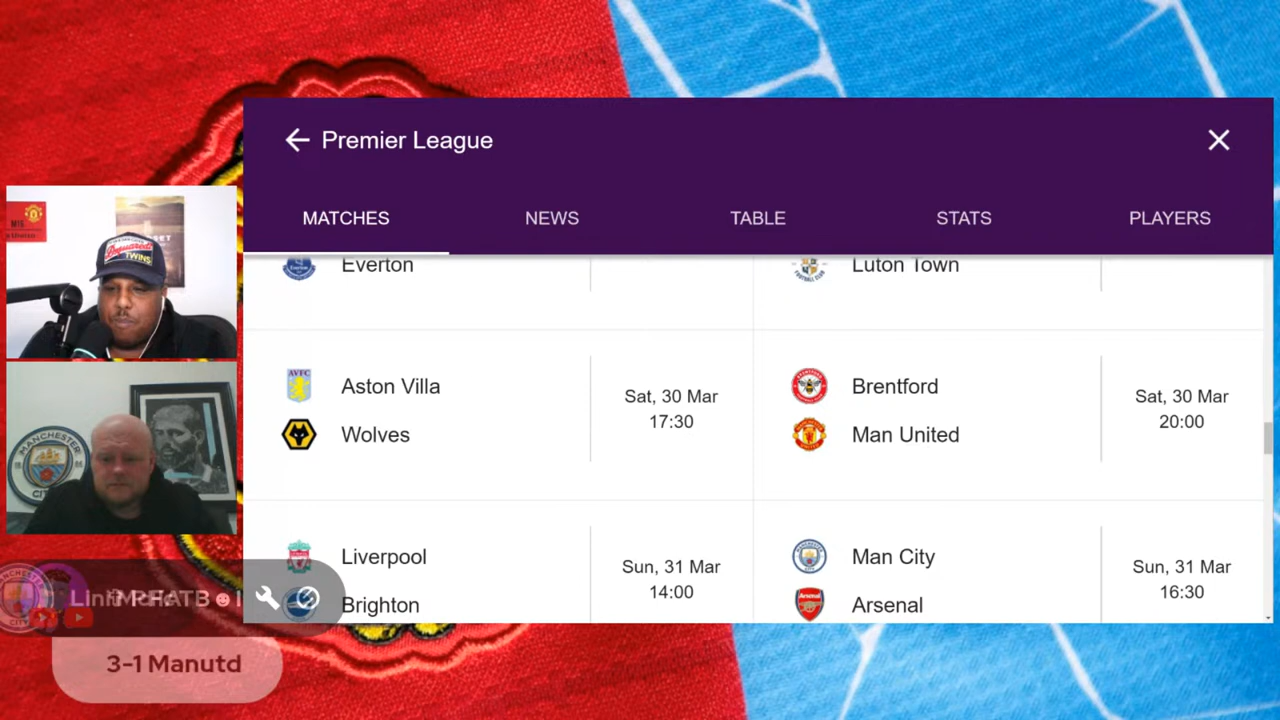 Premier League
MATCHES
NEWS
TABLE
STATS
PLAYERS
Everton
Luton Town
Aston Villa
Wolves
Sat, 30 Mar
17:30
Brentford
Man United
Sat, 30 Mar
20:00
Liverpool
Brighton
Sun, 31 Mar
14:00
Man City
Arsenal
Sun, 31 Mar
16:30
TWINS
MANCHESTER
CITY
3-1 Manutd